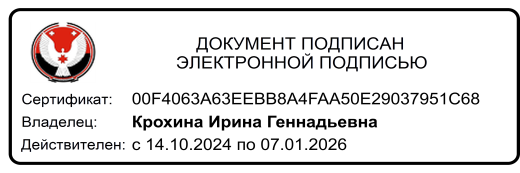 ДОКУМЕНТ ПОДПИСАН
ЭЛЕКТРОННОЙ ПОДПИСЬЮ
Сертификат: 00F4063A63EEBB8A4FAA50E29037951C68
Владелец: Крохина Ирина Геннадьевна
Действителен: с 14.10.2024 по 07.01.2026